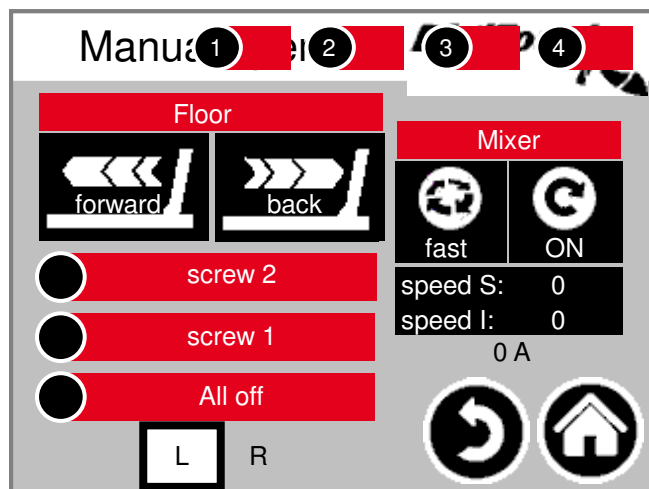 1 2 3 4
Floor
forward
back
Mixer
fast
ON
screw 2
speed S: 0
speed I: 0
screw 1
0 A
All off
L R